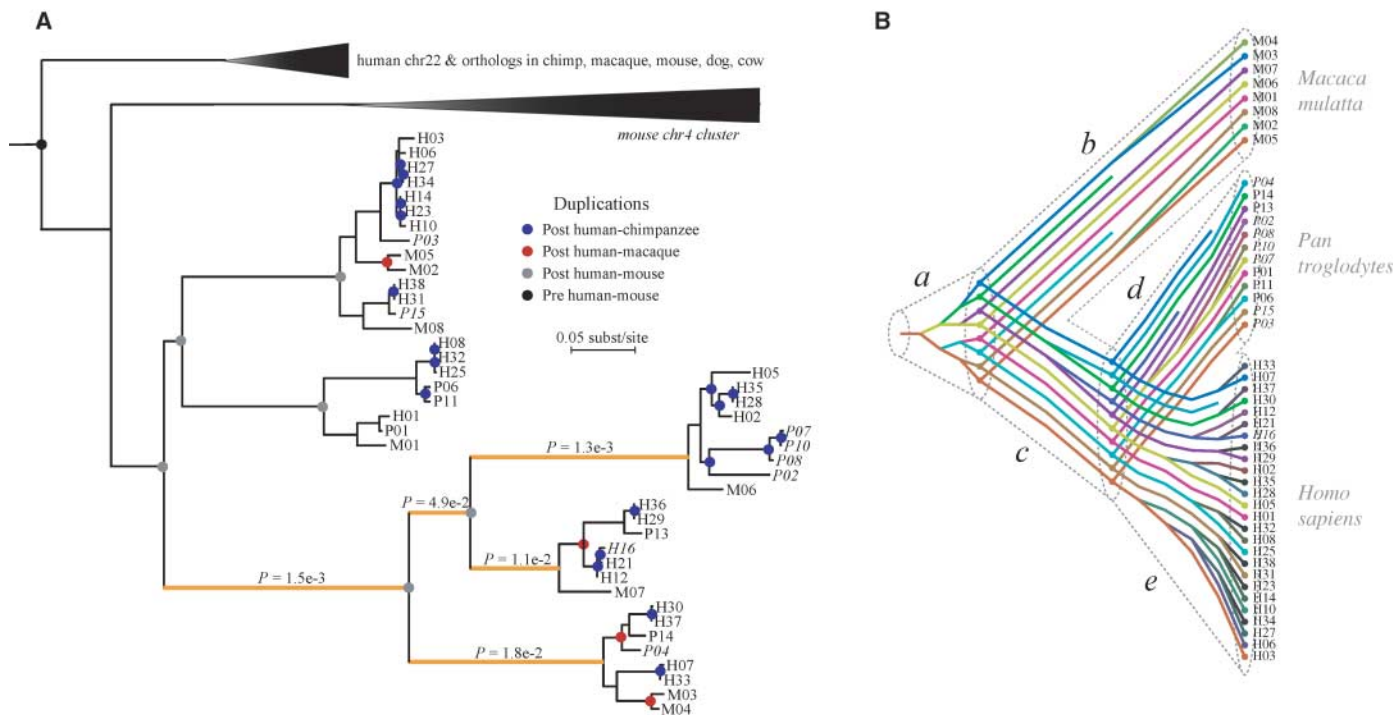 A
human chr22 & orthologs in chimp, macaque, mouse, dog, cow
mouse chr4 cluster
H03
H06
H27
H34
H14
H23
H10
P03
M05
M02
H38
H31
P15
M08
H08
H32
H25
P06
P11
H01
P01
M01
Duplications
Post human-chimpanzee
Post human-macaque
Post human-mouse
Pre human-mouse
0.05 subst/site
H05
H35
H28
H02
P07
P10
P08
P02
M06
P = 1.3e-3
P = 4.9e-2
H36
H29
P13
H16
H21
H12
M07
P = 1.1e-2
P = 1.5e-3
H30
H37
P14
P04
P = 1.8e-2
H07
H33
M03
M04
B
M04
M03
M07
M06
M01
M08
M02
M05
Macaca
mulatta
b
P04
P14
P13
P02
P08
P10
P07
P01
P11
P06
P15
P03
Pan
troglodytes
a
d
c
e
H33
H07
H37
H30
H12
H21
H16
H36
H29
H02
H35
H28
H05
H01
H32
H08
H25
H38
H31
H23
H14
H10
H34
H27
H06
H03
Homo
sapiens